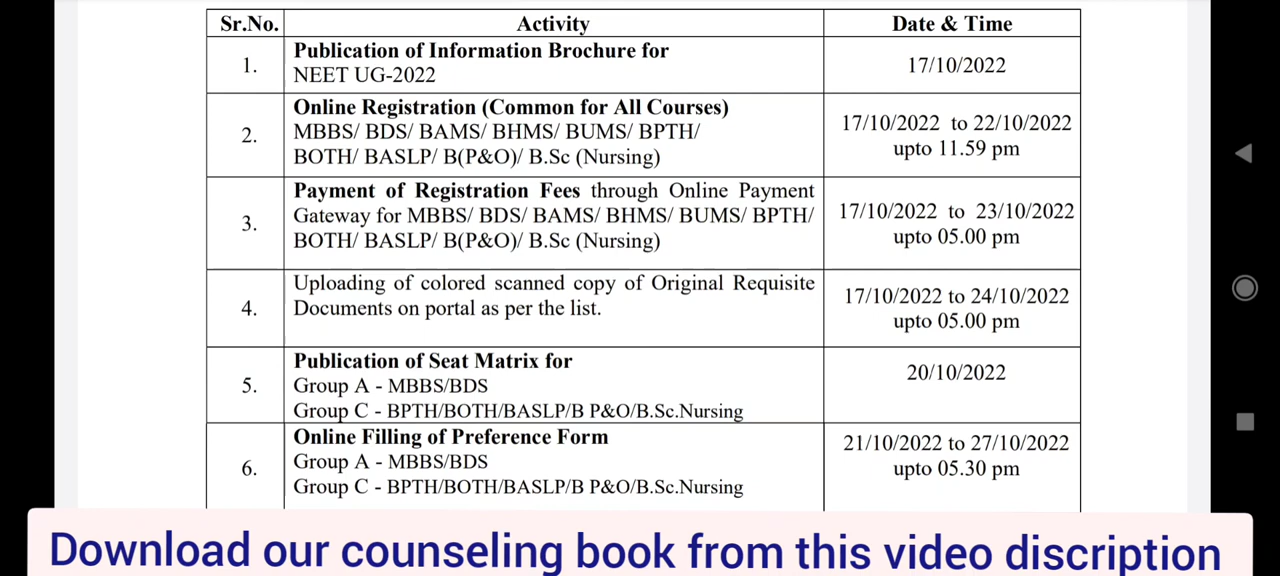 Sr.No. Activity Date & Time
1. Publication of Information Brochure for
NEET UG-2022 17/10/2022
2. Online Registration (Common for All Courses)
MBBS/ BDS/ BAMS/ BHMS/ BUMS/ BPTH/
BOTH/ BASLP/ B(P&O)/ B.Sc (Nursing)
17/10/2022 to 22/10/2022
upto 11.59 pm
3. Payment of Registration Fees through Online Payment
Gateway for MBBS/ BDS/ BAMS/ BHMS/ BUMS/ BPTH/
BOTH/ BASLP/ B(P&O)/ B.Sc (Nursing)
17/10/2022 to 23/10/2022
upto 05.00 pm
4. Uploading of colored scanned copy of Original Requisite
Documents on portal as per the list.
17/10/2022 to 24/10/2022
upto 05.00 pm
5. Publication of Seat Matrix for
Group A - MBBS/BDS
Group C - BPTH/BOTH/BASLP/B P&O/B.Sc.Nursing
20/10/2022
6. Online Filling of Preference Form
Group A - MBBS/BDS
Group C - BPTH/BOTH/BASLP/B P&O/B.Sc.Nursing
21/10/2022 to 27/10/2022
upto 05.30 pm
Download our counseling book from this video discription